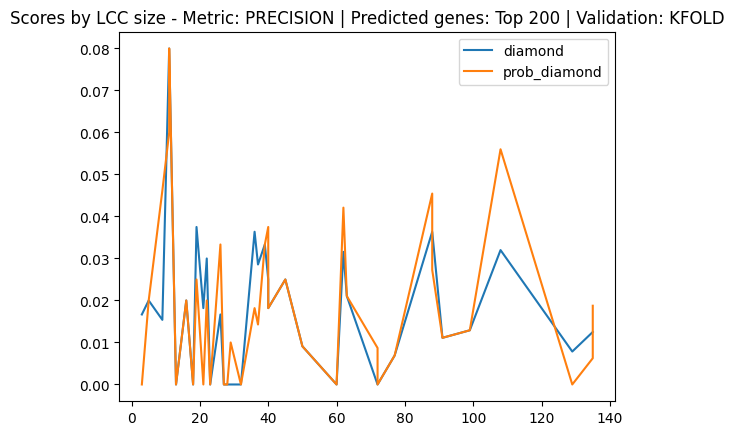 Scores by LCC size - Metric: PRECISION | Predicted genes: Top 200 | Validation: KFOLD
diamond
prob_diamond
0.08
0.07
0.06
0.05
0.04
0.03
0.02
0.01
0.00
0 20 40 60 80 100 120 140